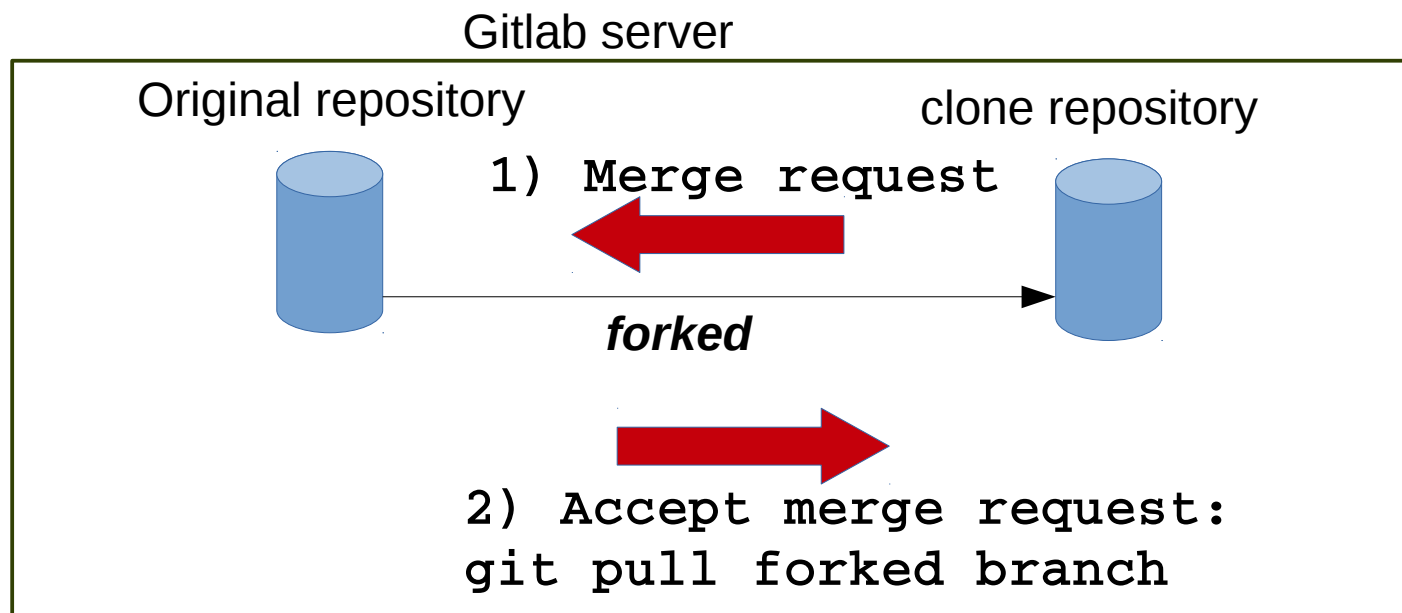 Gitlab server
Original repository
clone repository
1) Merge request
forked
2) Accept merge request:
git pull forked branch